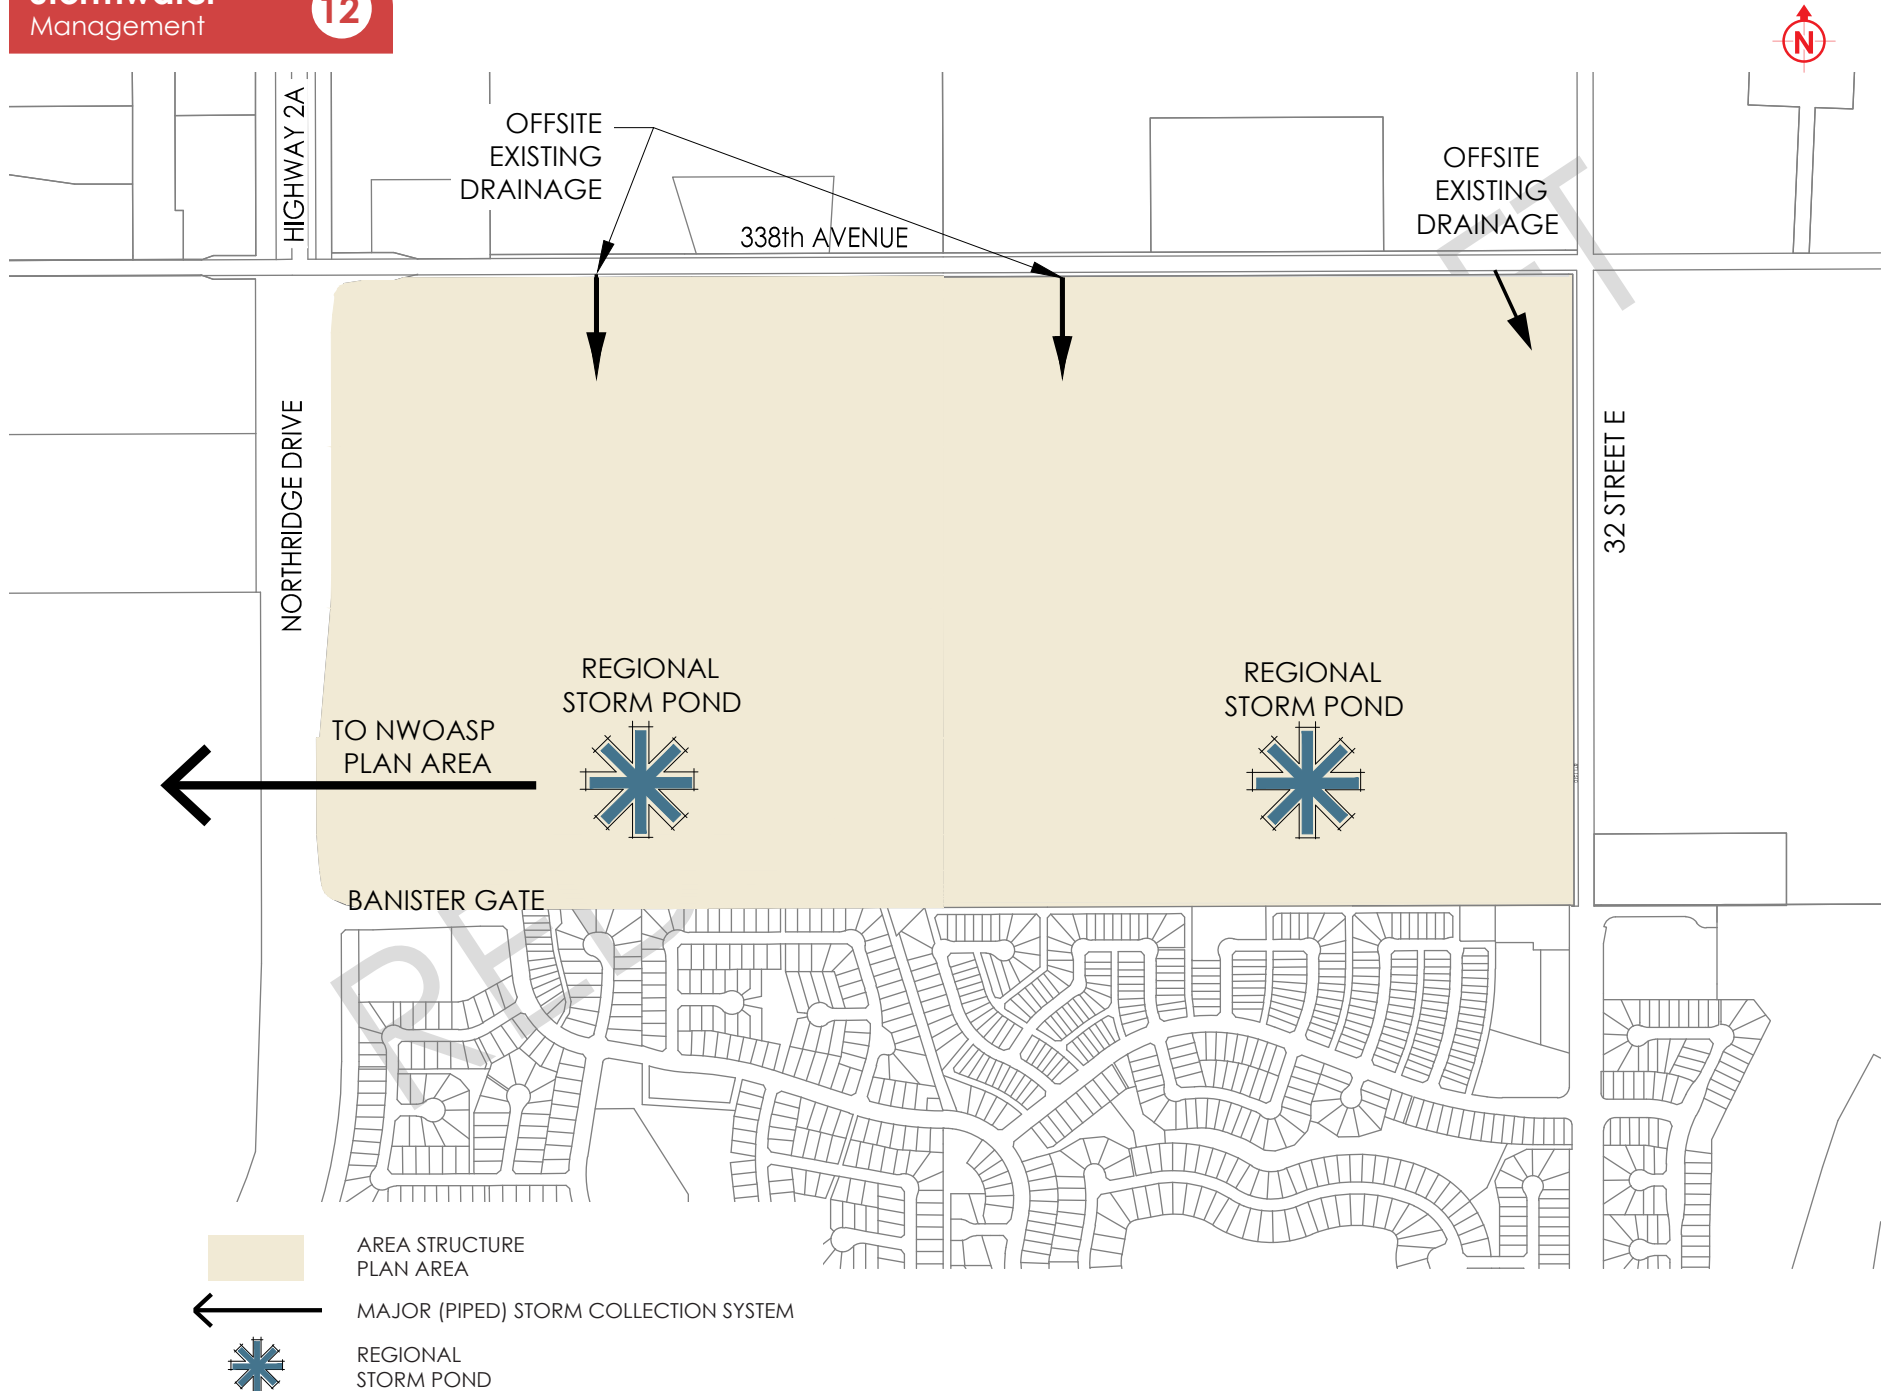 Stormwater
Management
12
N
HIGHWAY 2A
OFFSITE
EXISTING
DRAINAGE
OFFSITE
EXISTING
DRAINAGE
338th AVENUE
NORTHRIDGE DRIVE
32 STREET E
REGIONAL
STORM POND
REGIONAL
STORM POND
TO NWOASP
PLAN AREA
BANISTER GATE
AREA STRUCTURE
PLAN AREA
MAJOR (PIPED) STORM COLLECTION SYSTEM
REGIONAL
STORM POND